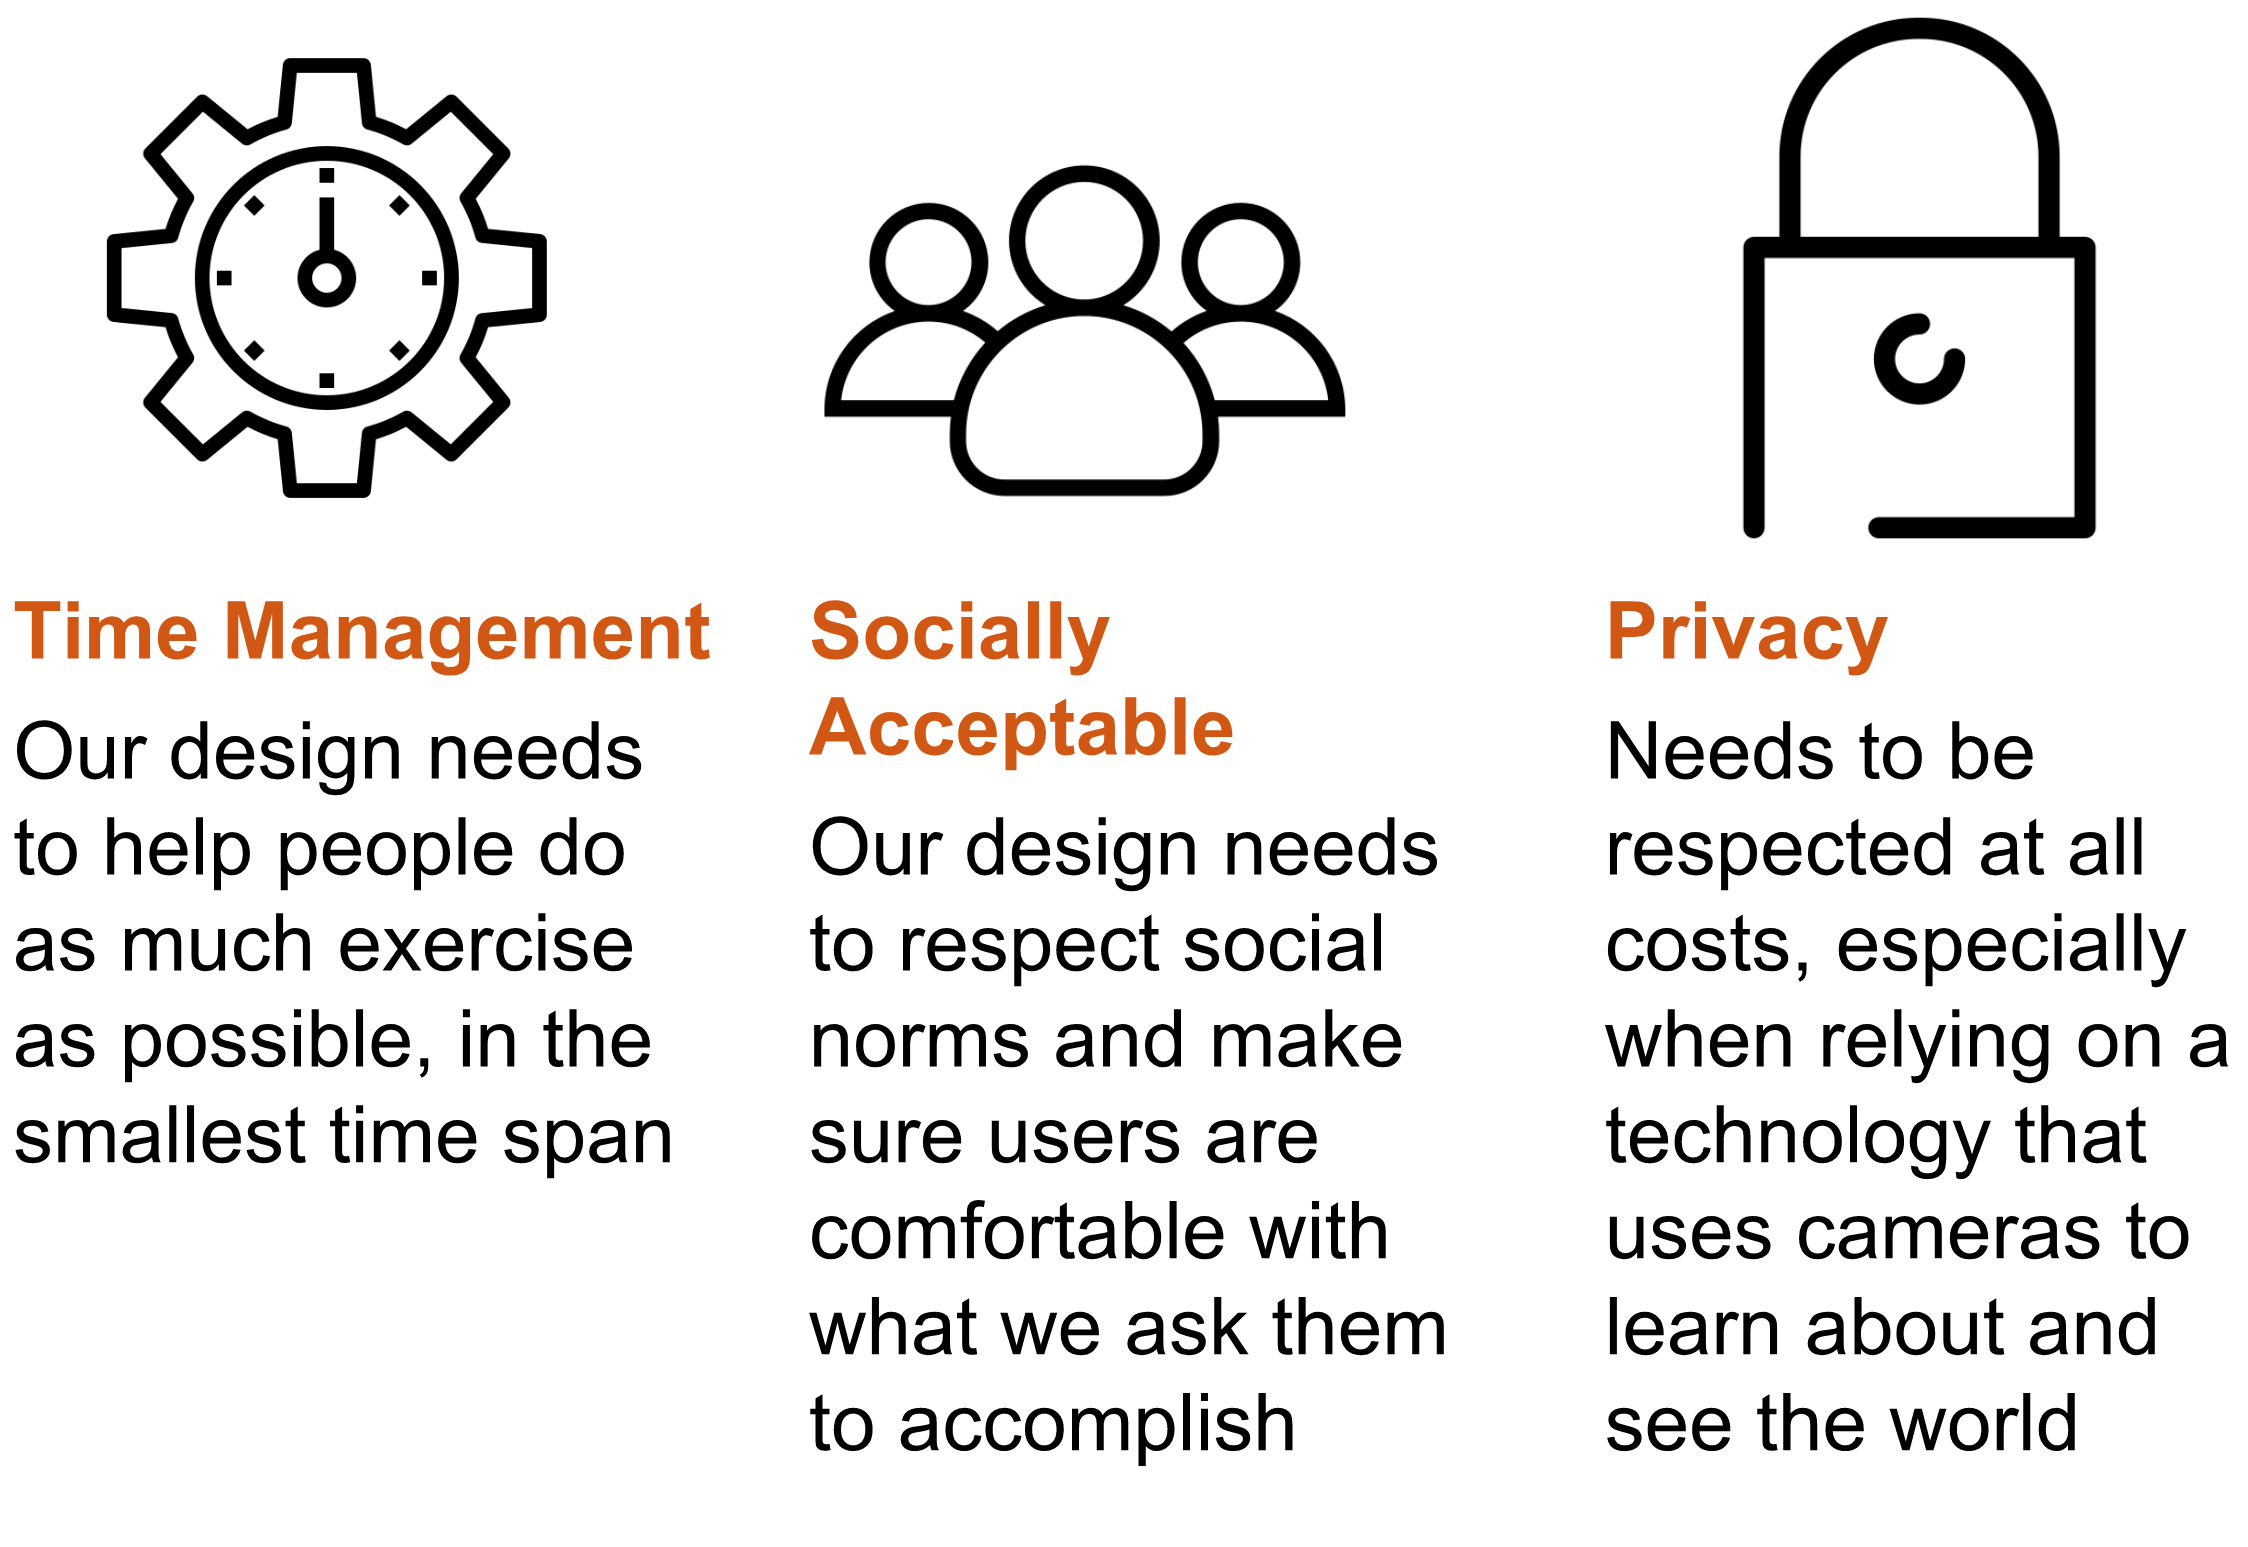 Time Management
Our design needs
to help people do
as much exercise
as possible, in the
smallest time span
Socially
Acceptable
Our design needs
to respect social
norms and make
sure users are
comfortable with
what we ask them
to accomplish
Privacy
Needs to be
respected at all
costs, especially
when relying on a
technology that
uses cameras to
learn about and
see the world